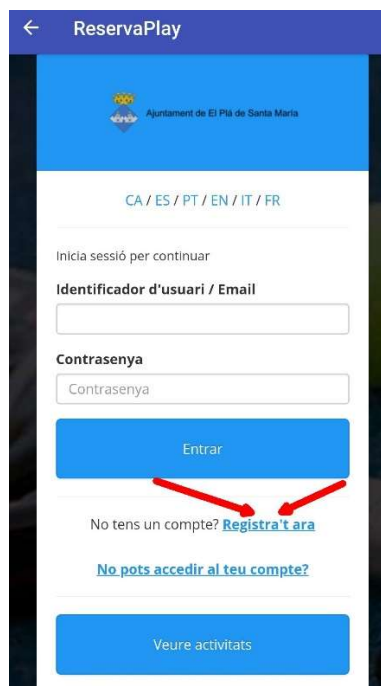 ReservaPlay
Ajuntament de El Plá de Santa Maria
CA / ES / PT / EN / IT / FR
Inicia sessió per continuar
Identificador d'usuari / Email
Contrasenya
Contrasenya
Entrar
No tens un compte? Registra't ara
No pots accedir al teu compte?
Veure activitats